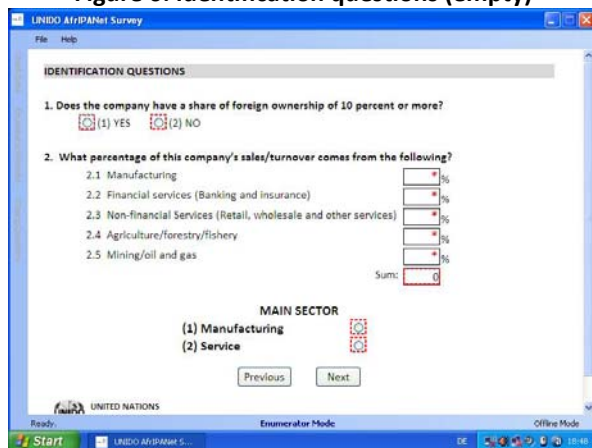 Figure 6: Identification questions (empty)
UNIDO AfrIPANet Survey
File Help
IDENTIFICATION QUESTIONS
1. Does the company have a share of foreign ownership of 10 percent or more?
(1) YES (2) NO
2. What percentage of this company's sales/turnover comes from the following?
2.1 Manufacturing * %
2.2 Financial services (Banking and insurance) * %
2.3 Non-financial Services (Retail, wholesale and other services) * %
2.4 Agriculture/forestry/fishery * %
2.5 Mining/oil and gas * %
Sum: 0
MAIN SECTOR
(1) Manufacturing
(2) Service
Previous Next
UNITED NATIONS
Ready. Enumerator Mode Offline Mode
Start UNIDO AfrIPANet S... DE 18:48